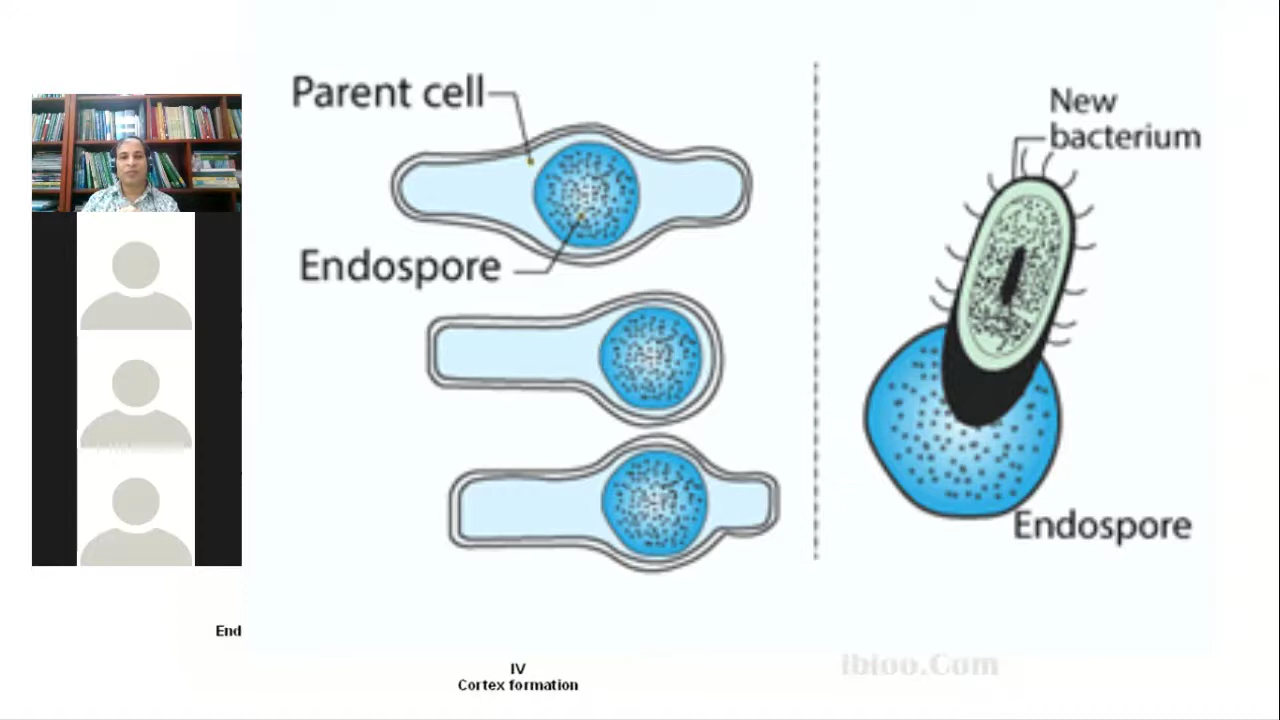 Parent cell
Endospore
New
bacterium
Endospore
End
IV
Cortex formation
ibioo.Com